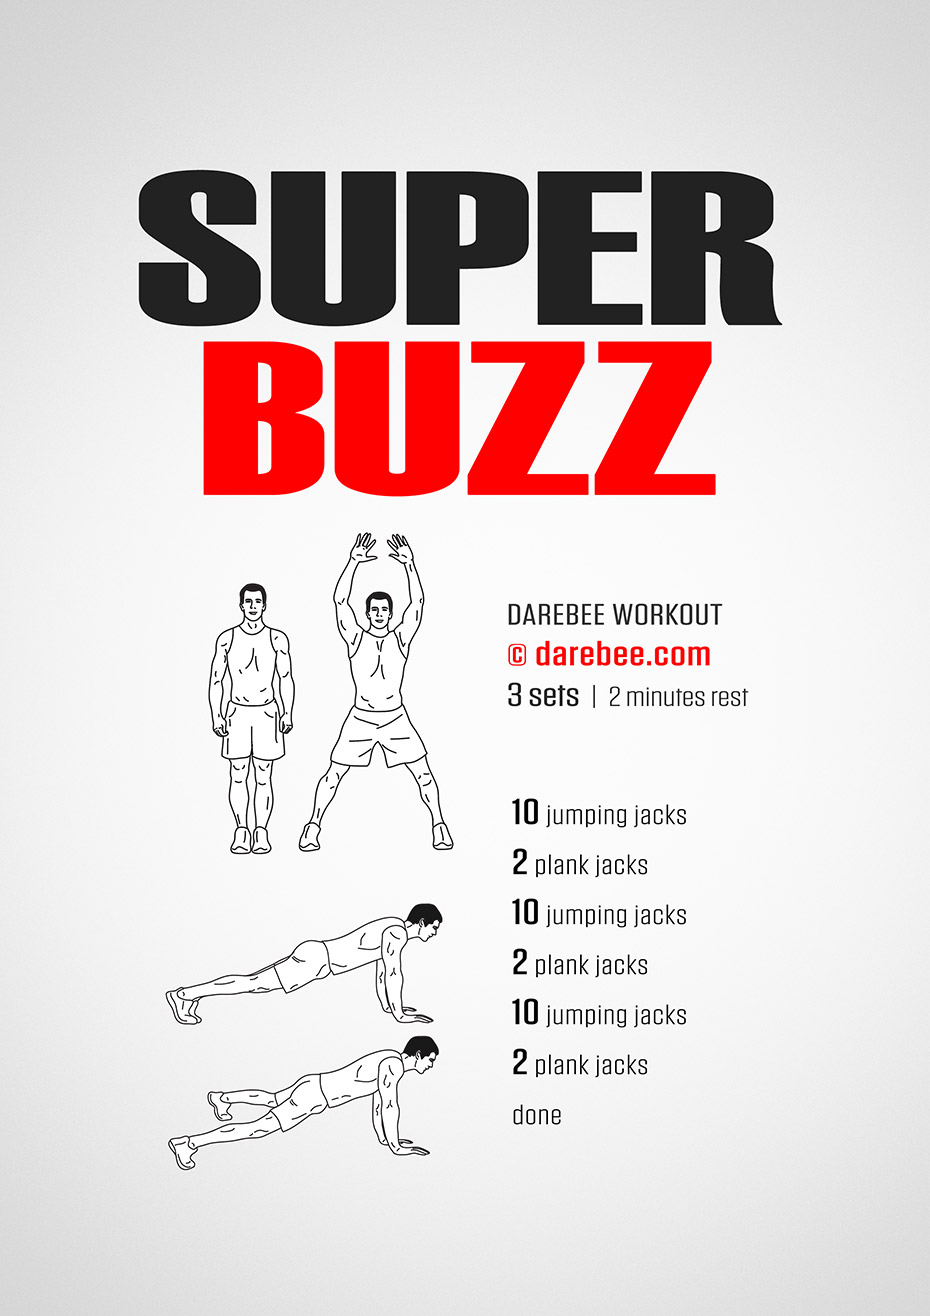 SUPER
BUZZ
DAREBEE WORKOUT
© darebee.com
3 sets | 2 minutes rest
10 jumping jacks
2 plank jacks
10 jumping jacks
2 plank jacks
10 jumping jacks
2 plank jacks
done